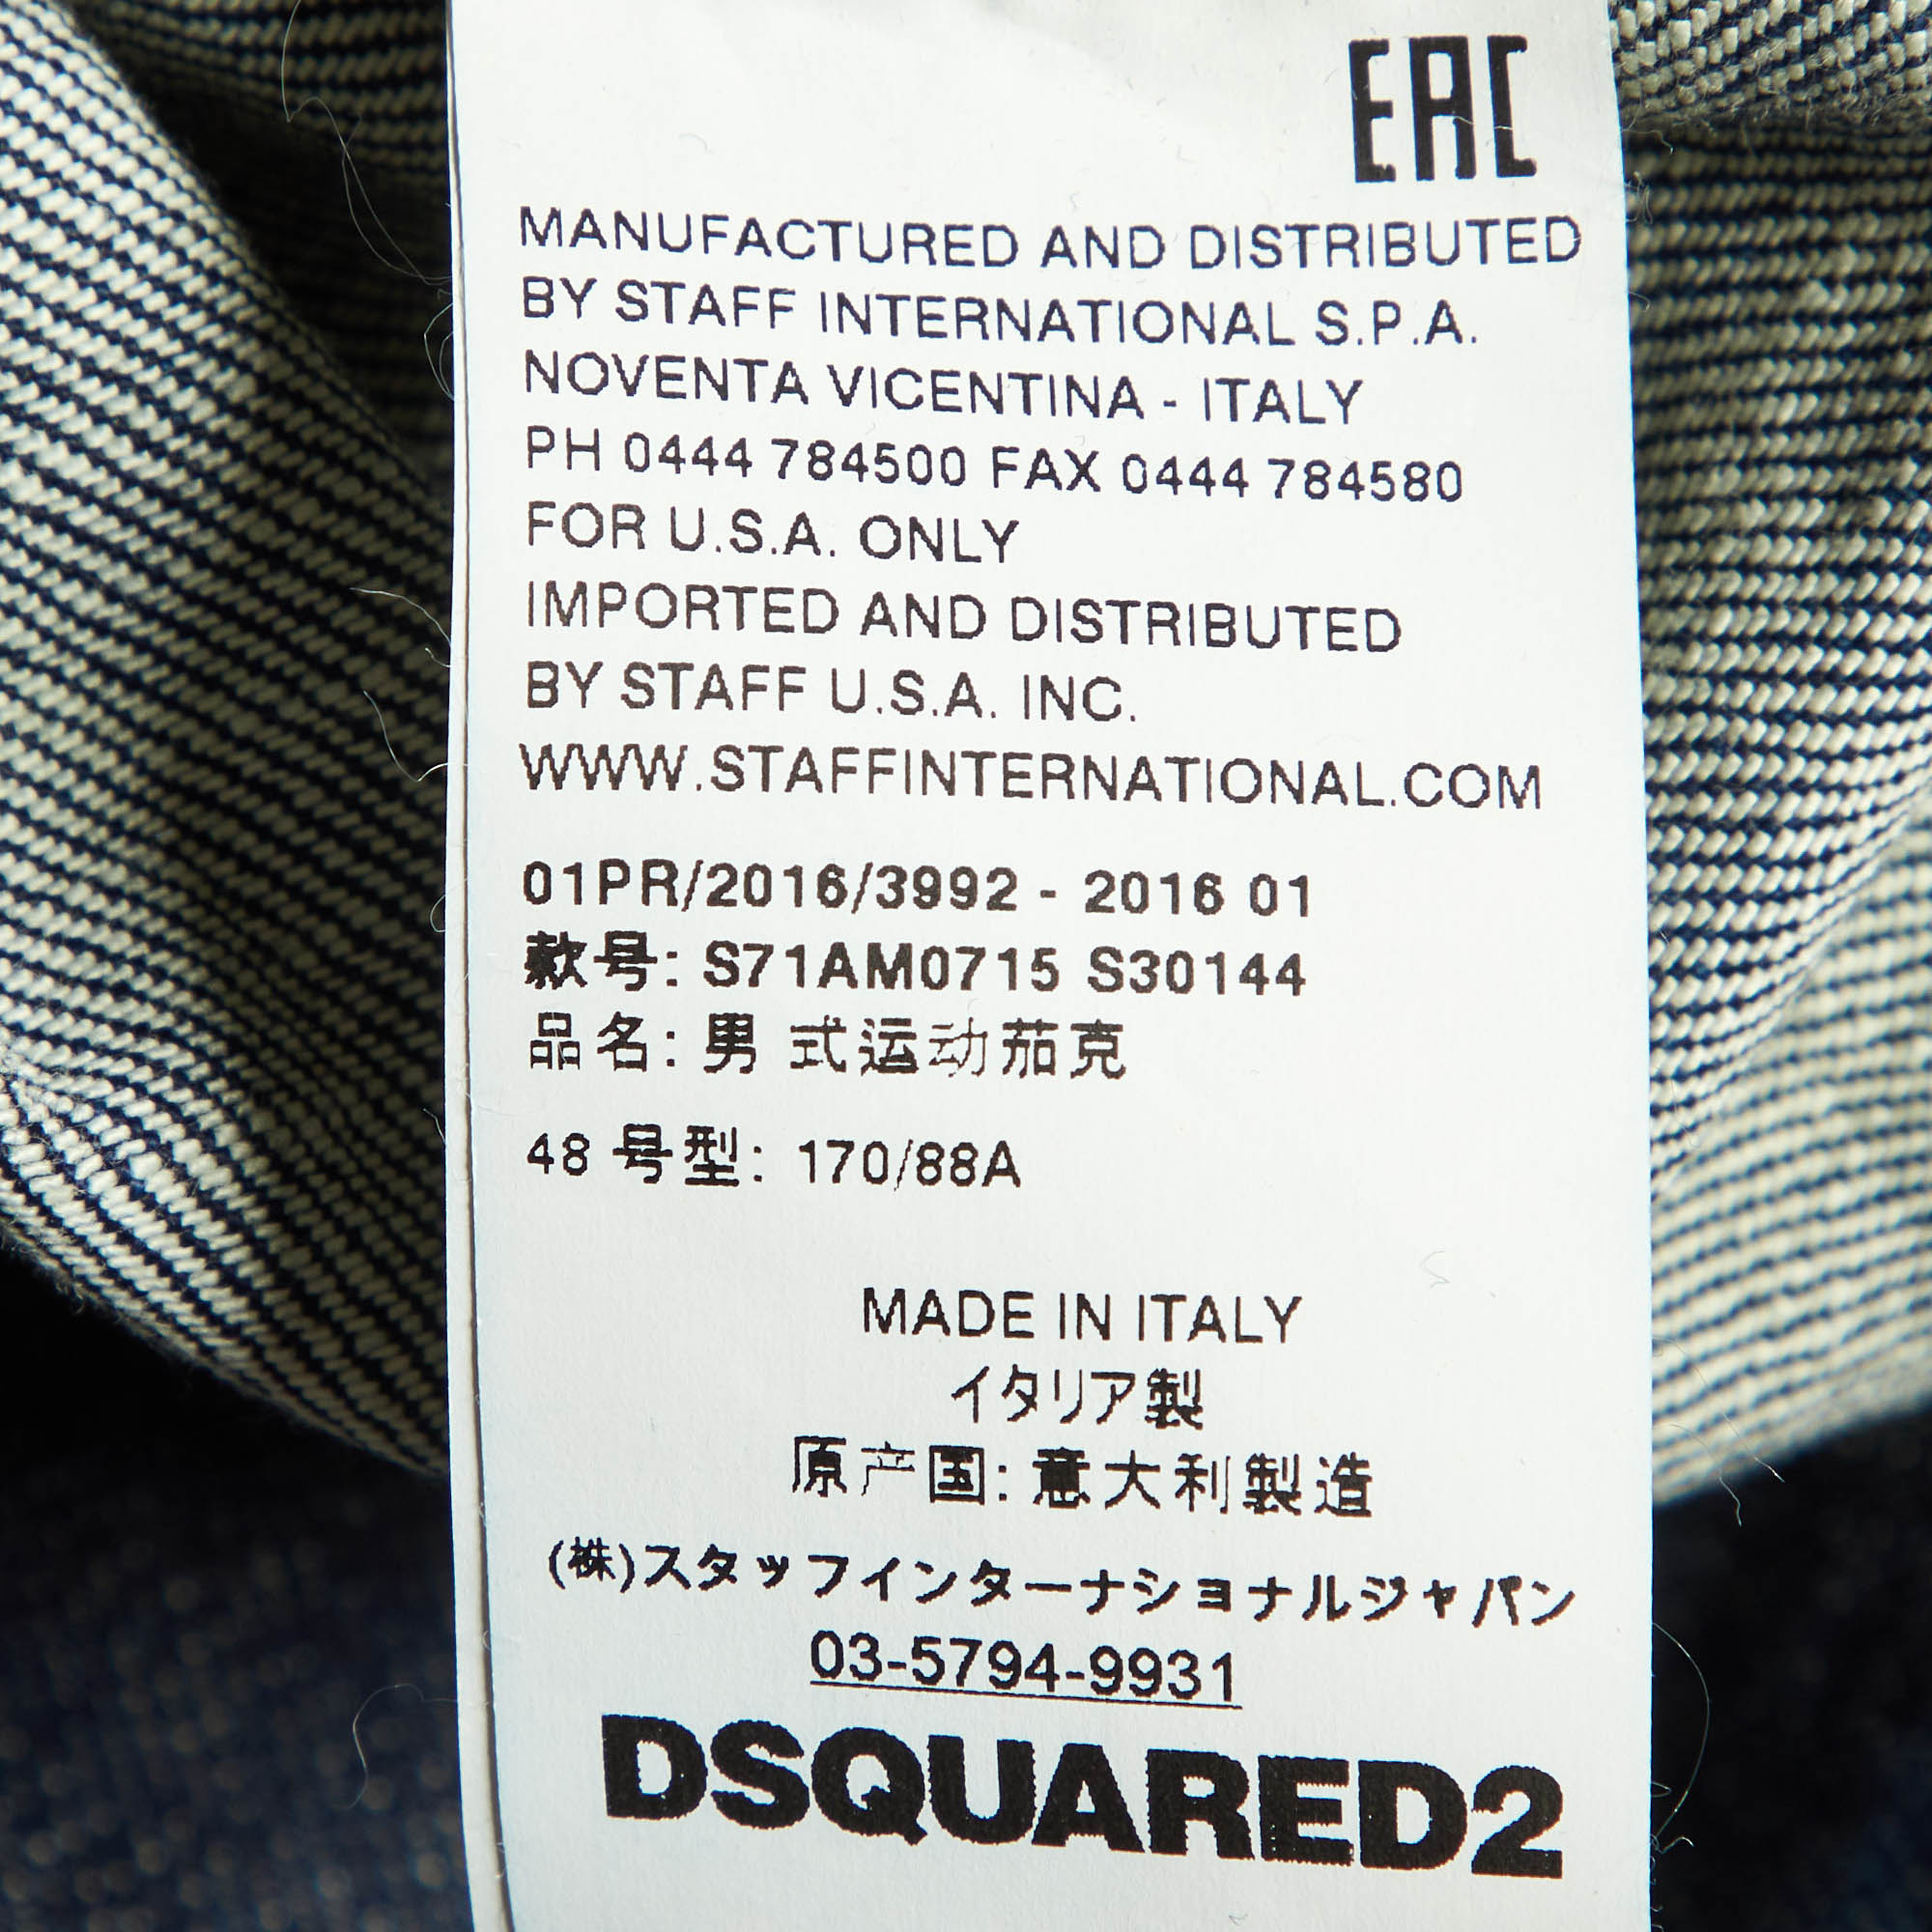 EAC
MANUFACTURED AND DISTRIBUTED
BY STAFF INTERNATIONAL S.P.A.
NOVENTA VICENTINA - ITALY
PH 0444 784500 FAX 0444 784580
FOR U.S.A. ONLY
IMPORTED AND DISTRIBUTED
BY STAFF U.S.A. INC.
WWW.STAFFINTERNATIONAL.COM
01PR/2016/3992 - 2016 01
款号: S71AM0715 S30144
品名: 男 式运动茄克
48 号型: 170/88A
MADE IN ITALY
イタリア製
原产国: 意大利製造
(株)スタッフインターナショナルジャパン
03-5794-9931
DSQUARED2